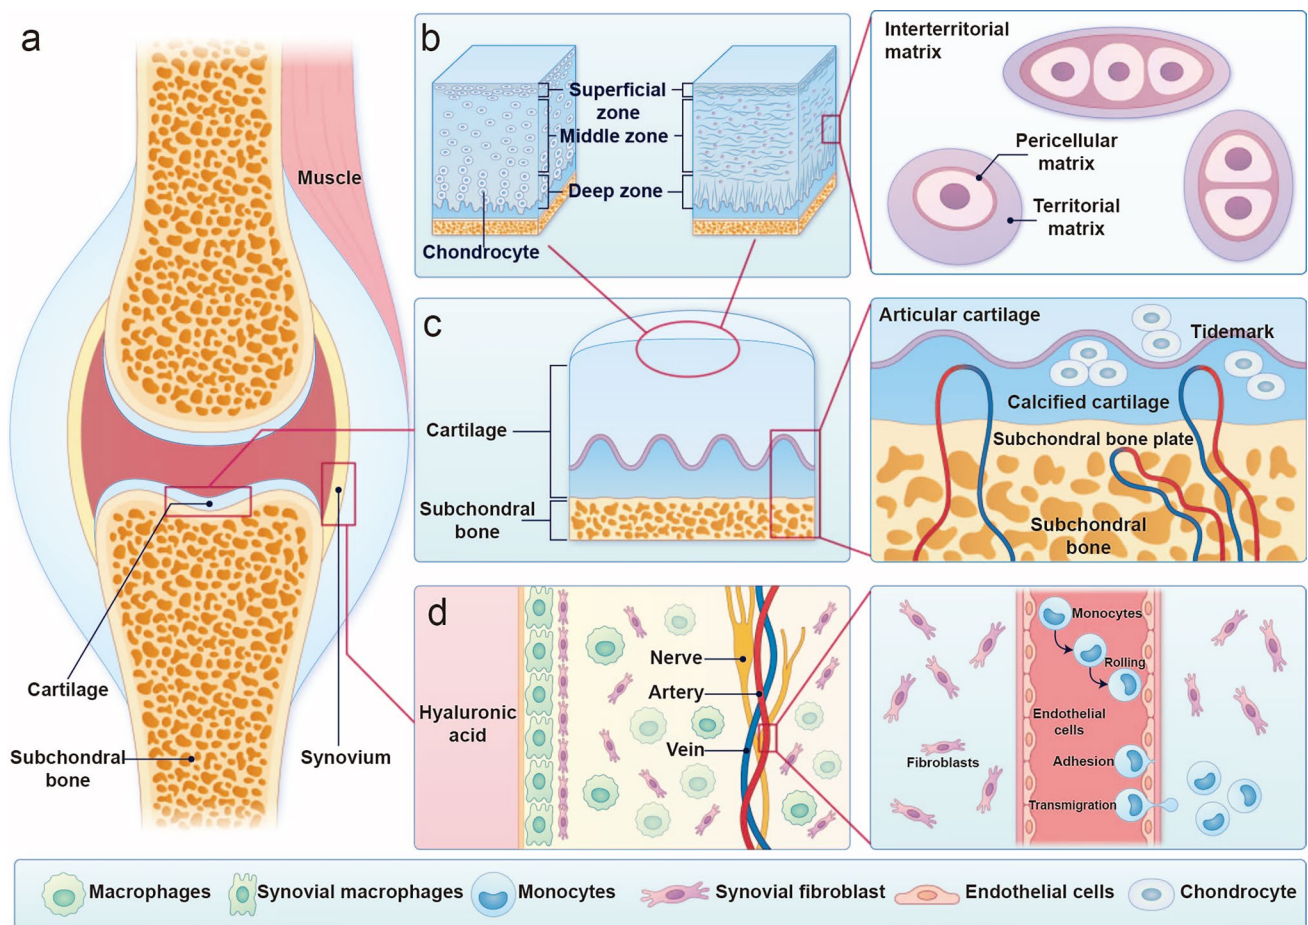 a
Muscle
Cartilage
Subchondral
bone
Synovium
b
Superficial
zone
Middle zone
Deep zone
Chondrocyte
Interterritorial
matrix
Pericellular
matrix
Territorial
matrix
c
Cartilage
Subchondral
bone
Articular cartilage
Tidemark
Calcified cartilage
Subchondral bone plate
Subchondral
bone
d
Hyaluronic
acid
Nerve
Artery
Vein
Monocytes
Rolling
Endothelial
cells
Adhesion
Transmigration
Fibroblasts
Macrophages
Synovial macrophages
Monocytes
Synovial fibroblast
Endothelial cells
Chondrocyte